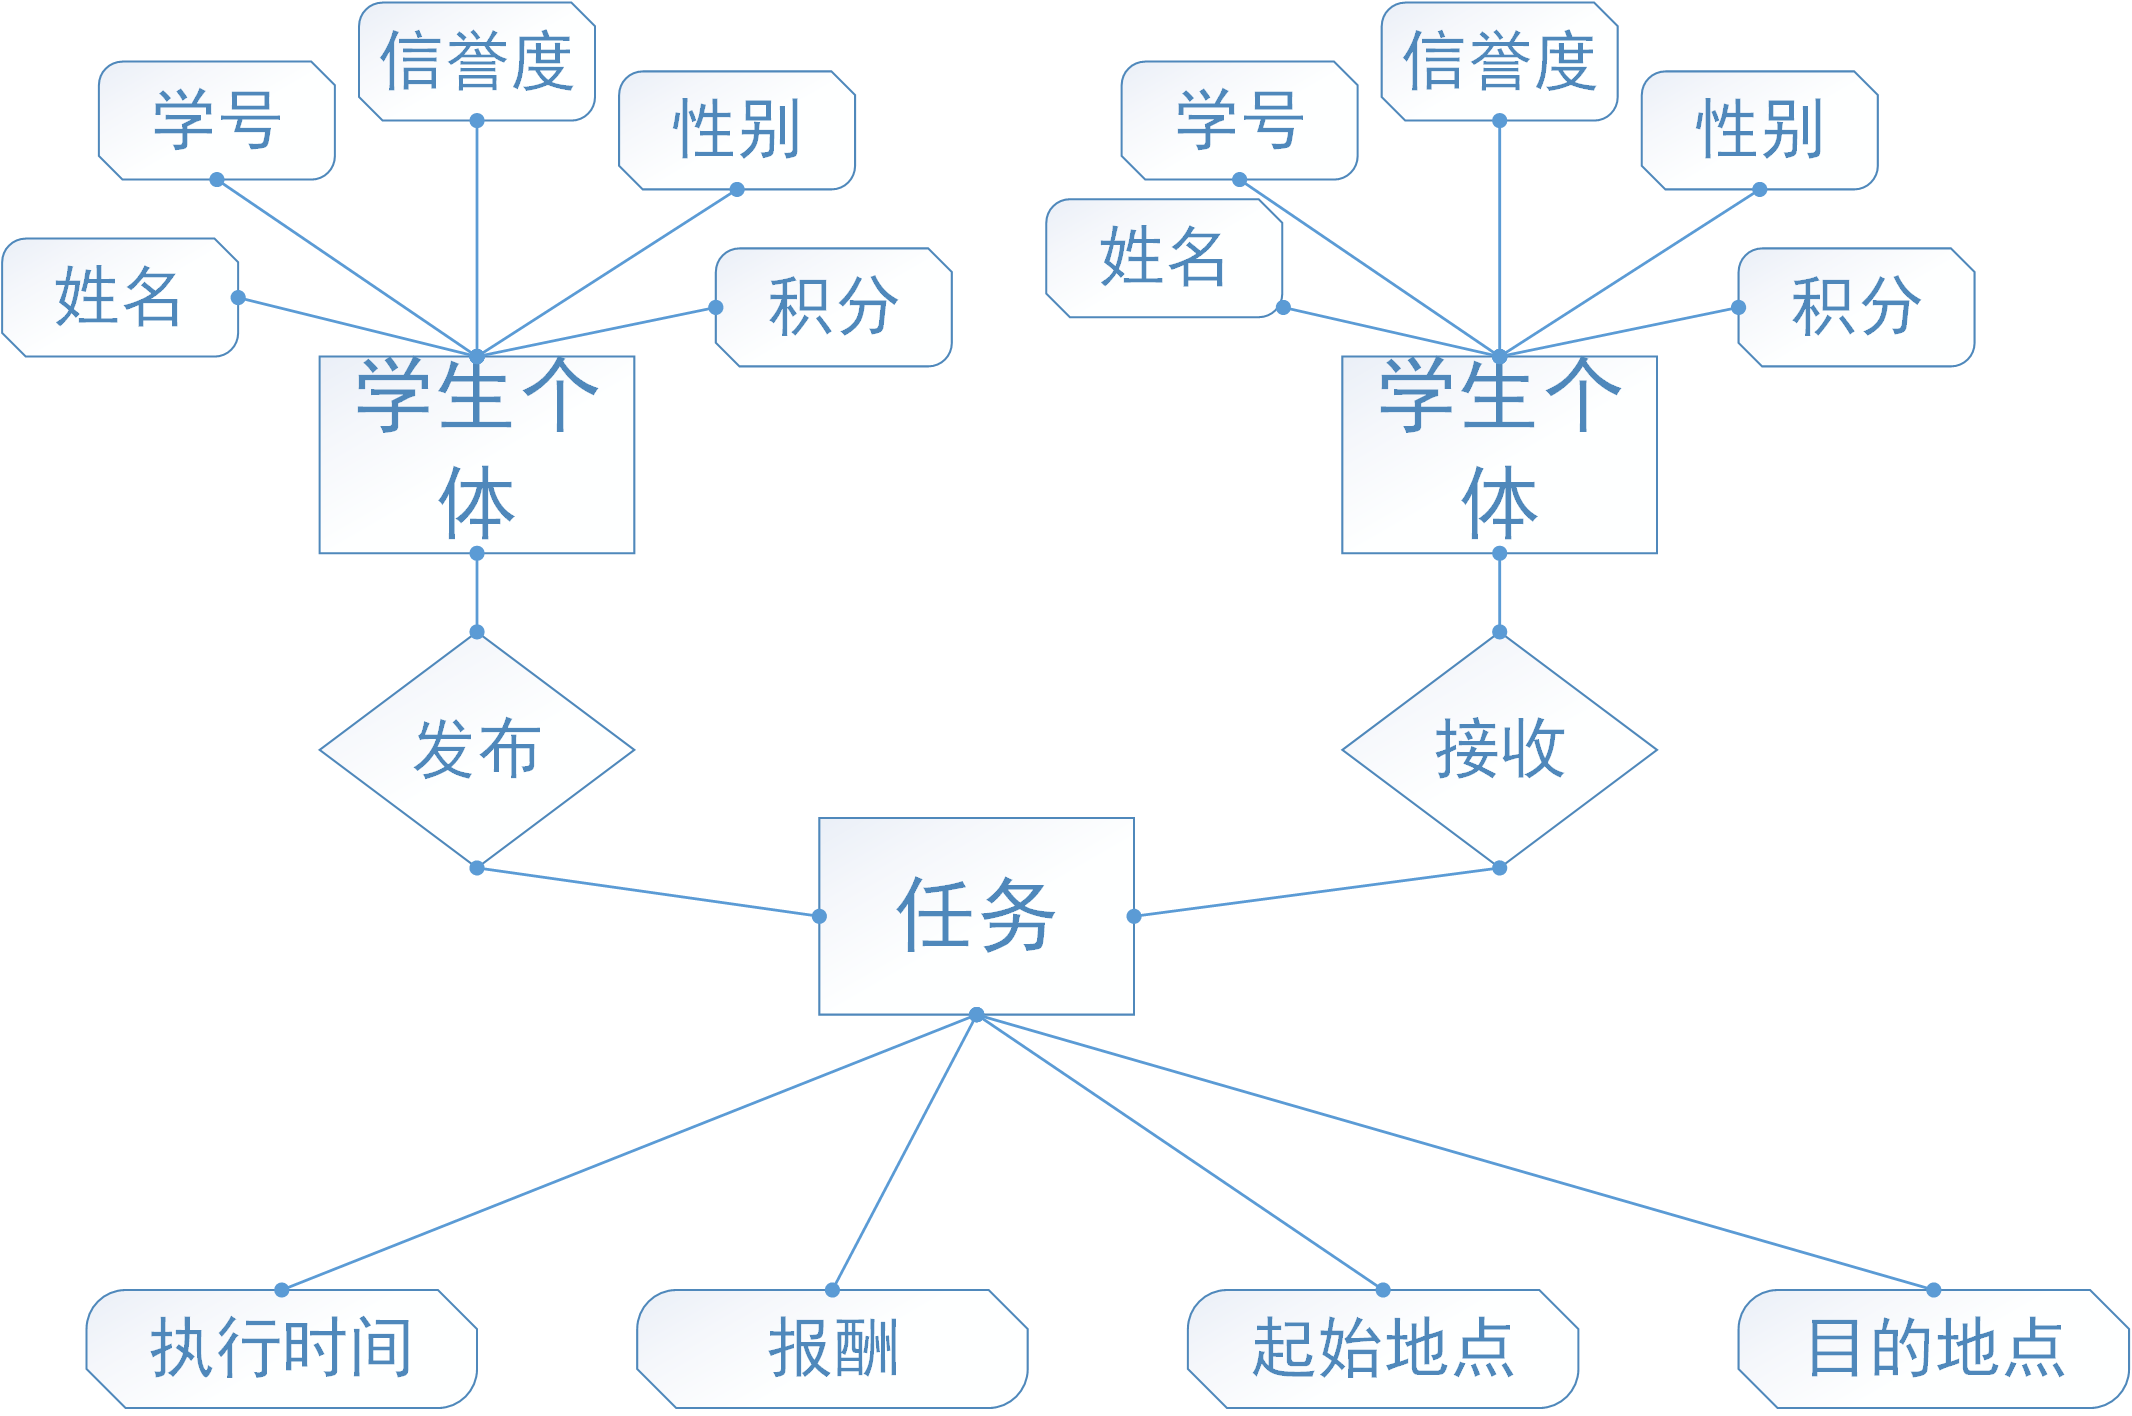 信誉度
学号
性别
姓名
积分
学生个
体
发布
信誉度
学号
性别
姓名
积分
学生个
体
接收
任务
执行时间
报酬
起始地点
目的地点